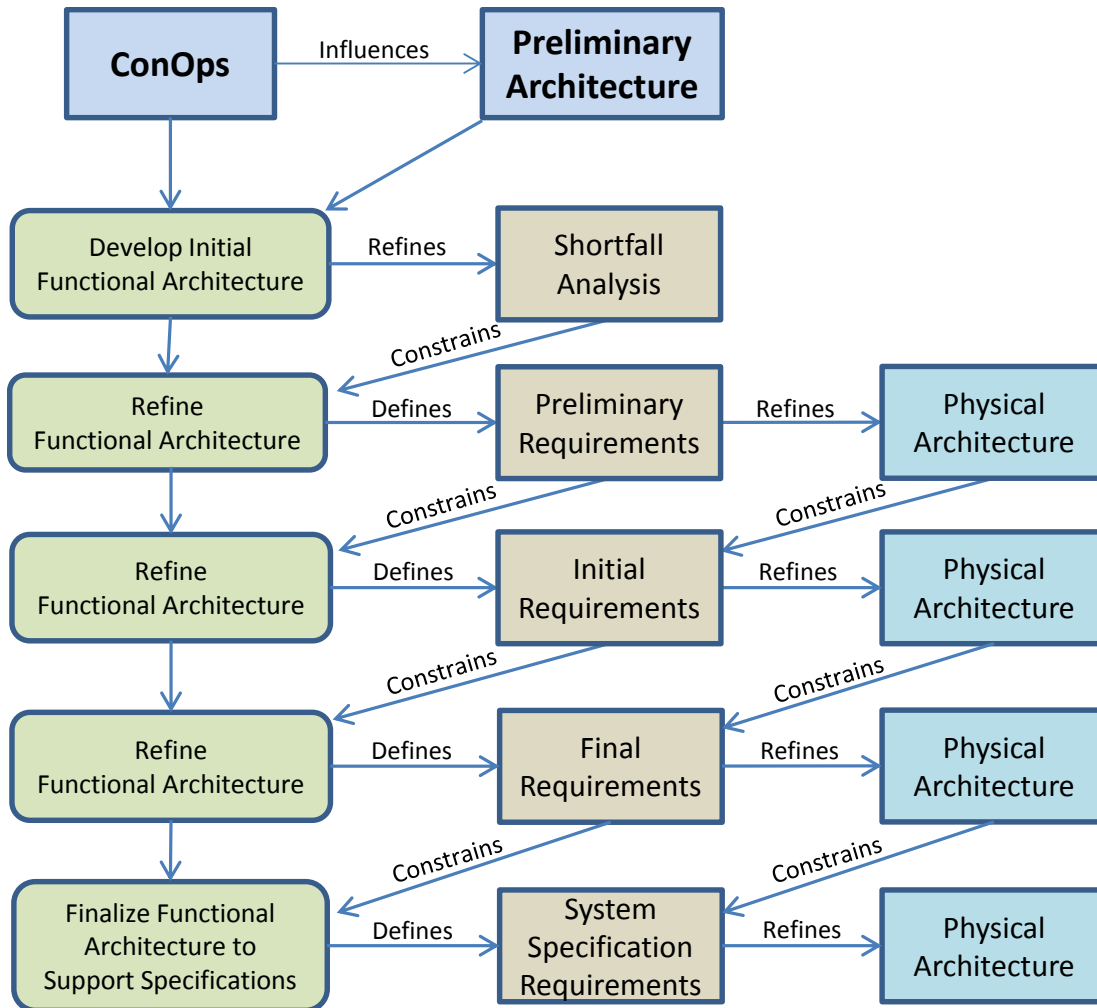 ConOps
Influences
Preliminary
Architecture
Develop Initial
Functional Architecture
Refines
Shortfall
Analysis
Constrains
Refine
Functional Architecture
Defines
Preliminary
Requirements
Refines
Physical
Architecture
Constrains
Constrains
Refine
Functional Architecture
Defines
Initial
Requirements
Refines
Physical
Architecture
Constrains
Constrains
Refine
Functional Architecture
Defines
Final
Requirements
Refines
Physical
Architecture
Constrains
Constrains
Finalize Functional
Architecture to
Support Specifications
Defines
System
Specification
Requirements
Refines
Physical
Architecture